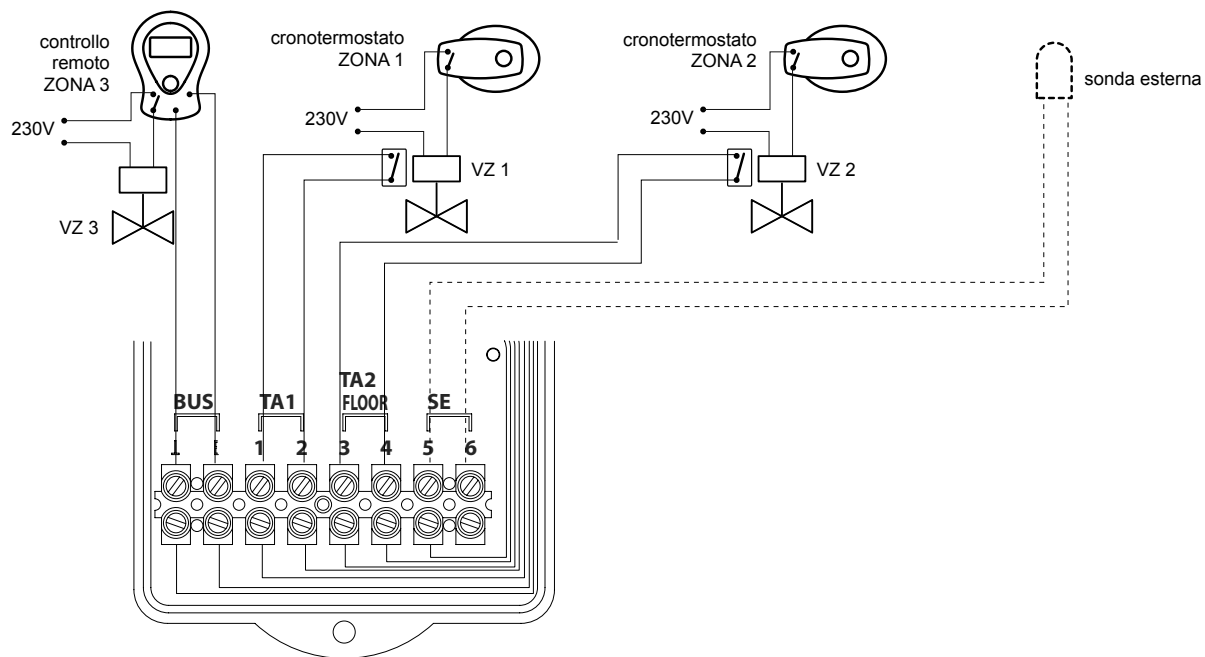 controllo
remoto
ZONA 3
cronotermostato
ZONA 1
cronotermostato
ZONA 2
sonda esterna
230V
230V
230V
VZ 1
VZ 2
VZ 3
TA2
BUS TA1 FLOOR SE
1 2 3 4 5 6